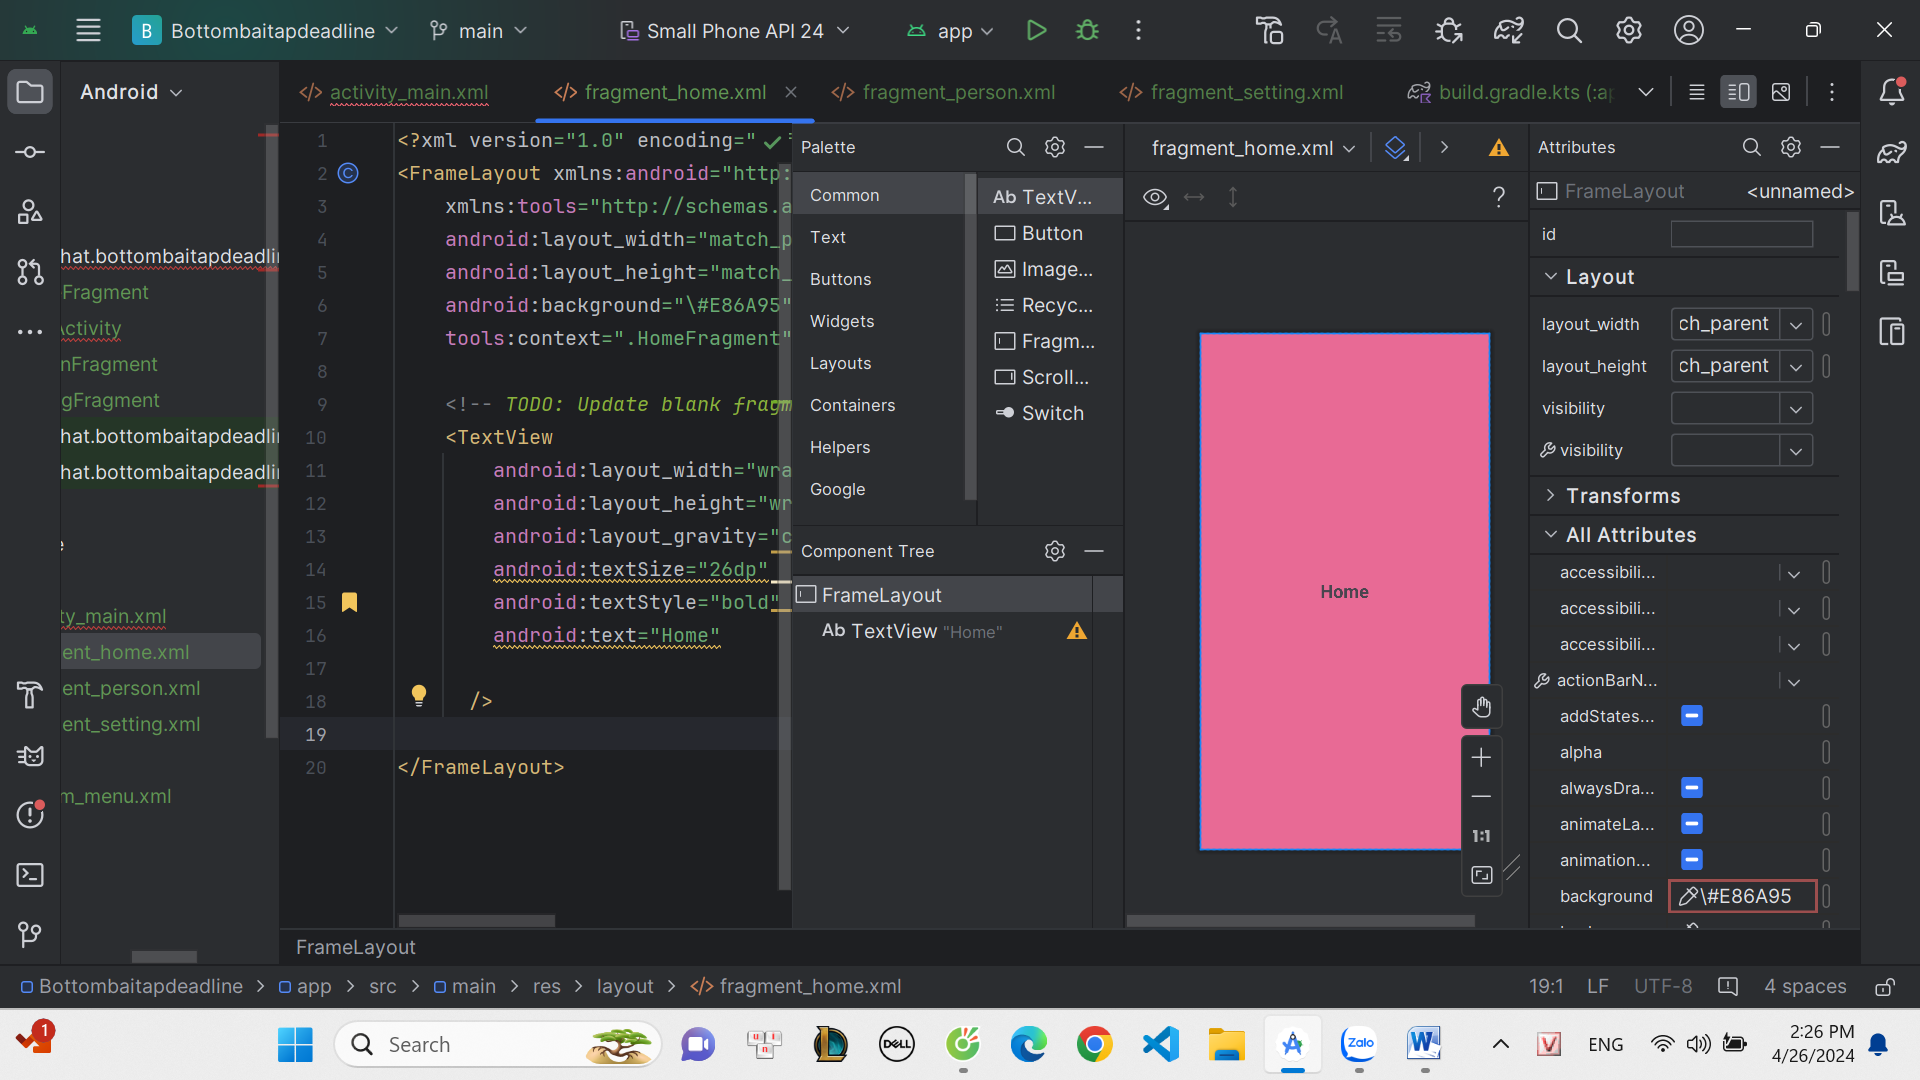 B Bottombaitapdeadline
main
Small Phone API 24
app
Android
activity_main.xml
fragment_home.xml
fragment_person.xml
fragment_setting.xml
build.gradle.kts (:ap
hat.bottombaitapdeadli
Fragment
Activity
nFragment
gFragment
hat.bottombaitapdeadli
hat.bottombaitapdeadli
e
ty_main.xml
ent_home.xml
ent_person.xml
ent_setting.xml
m_menu.xml
1 <?xml version="1.0" encoding="
2 <FrameLayout xmlns:android="http:
3 xmlns:tools="http://schemas.a
4 android:layout_width="match_p
5 android:layout_height="match_
6 android:background="\#E86A95"
7 tools:context=".HomeFragment"
8
9 <!-- TODO: Update blank fragm
10 <TextView
11 android:layout_width="wra
12 android:layout_height="wr
13 android:layout_gravity="c
14 android:textSize="26dp"
15 android:textStyle="bold"
16 android:text="Home"
17
18 />
19
20 </FrameLayout>
Palette
Common
Text
Buttons
Widgets
Layouts
Containers
Helpers
Google
Ab TextV...
Button
Image...
Recyc...
Fragm...
Scroll...
Switch
Component Tree
FrameLayout
Ab TextView "Home"
fragment_home.xml
?
Home
1:1
Attributes
FrameLayout <unnamed>
id
Layout
layout_width ch_parent
layout_height ch_parent
visibility
visibility
Transforms
All Attributes
accessibili...
accessibili...
accessibili...
actionBarN...
addStates...
alpha
alwaysDra...
animateLa...
animation...
background \#E86A95
FrameLayout
Bottombaitapdeadline > app > src > main > res > layout > fragment_home.xml
19:1 LF UTF-8 4 spaces
1
Search
DELL
Zalo
W
V
ENG
2:26 PM
4/26/2024